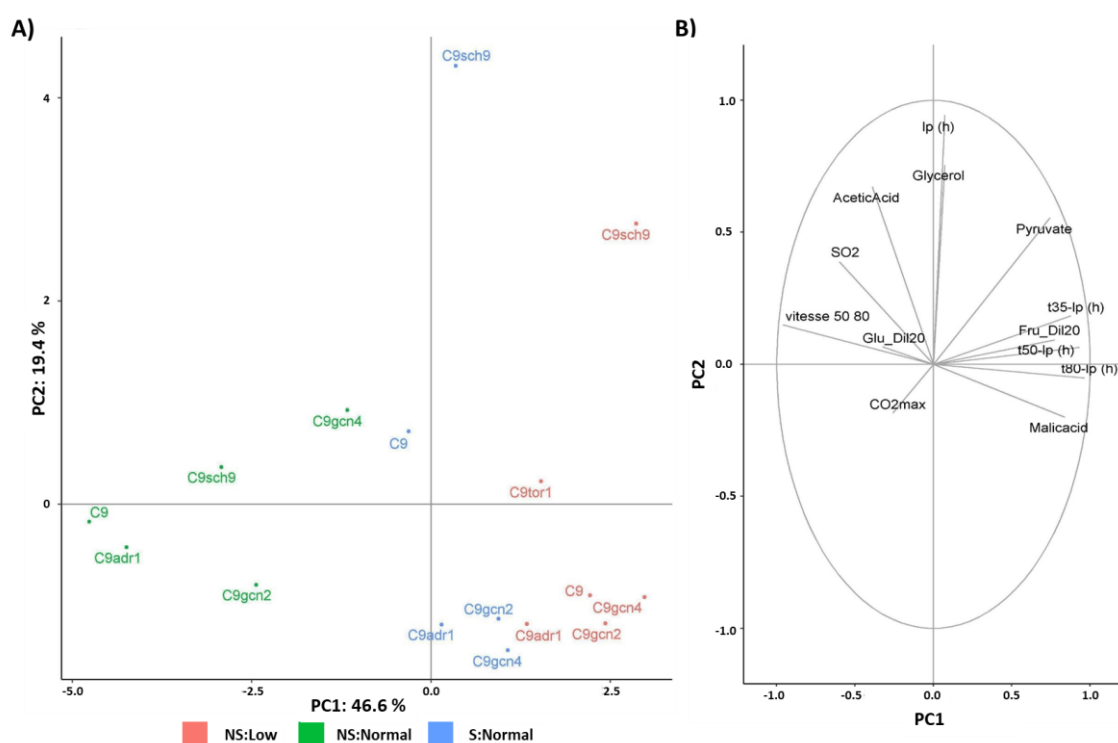 A)
C9sch9
4
C9sch9
2
C9gcn4
C9
C9sch9
C9tor1
0
C9
C9adr1
C9gcn2
C9
C9gcn4
C9gcn2
C9adr1
C9adr1
C9gcn2
C9gcn4
PC2: 19.4 %
-5.0
-2.5
0.0
2.5
PC1: 46.6 %
NS:Low
NS:Normal
S:Normal
B)
1.0
lp (h)
Glycerol
AceticAcid
0.5
Pyruvate
SO2
t35-lp (h)
vitesse 50 80
Fru_Dil20
Glu_Dil20
t50-lp (h)
0.0
t80-lp (h)
CO2max
Malicacid
-0.5
-1.0
PC2
-1.0
-0.5
0.0
0.5
1.0
PC1